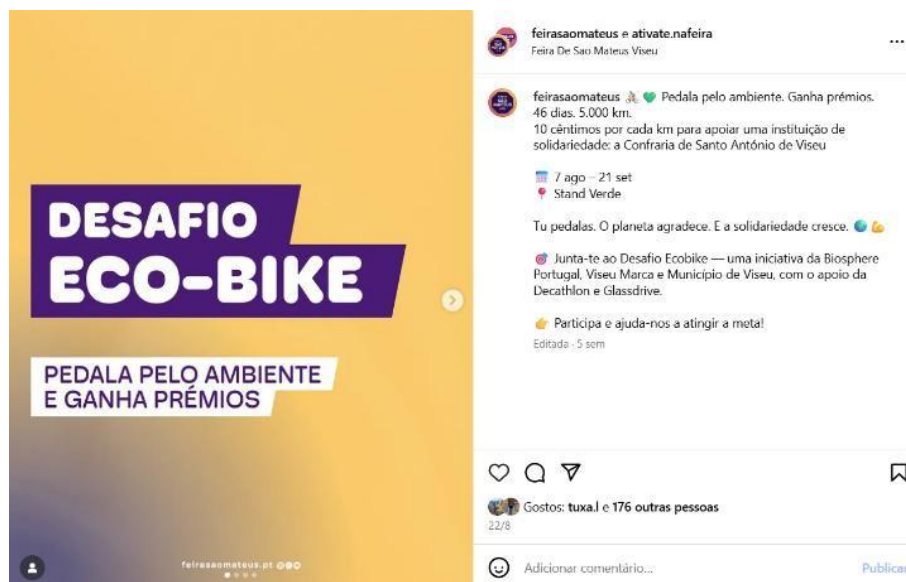 DESAFIO
ECO-BIKE
PEDALA PELO AMBIENTE
E GANHA PRÉMIOS
feirasaomateus.pt
feirasaomateus e ativate.nafeira
Feira De Sao Mateus Viseu
feirasaomateus 🚴 💚 Pedala pelo ambiente. Ganha prémios.
46 dias. 5.000 km.
10 cêntimos por cada km para apoiar uma instituição de
solidariedade: a Confraria de Santo António de Viseu
📅 7 ago – 21 set
📍 Stand Verde
Tu pedalas. O planeta agradece. E a solidariedade cresce. 🌍 💪
🎯 Junta-te ao Desafio Ecobike — uma iniciativa da Biosphere
Portugal, Viseu Marca e Município de Viseu, com o apoio da
Decathlon e Glassdrive.
👉 Participa e ajuda-nos a atingir a meta!
Editada · 5 sem
Gostos: tuxa.l e 176 outras pessoas
22/8
Adicionar comentário...
Publicar